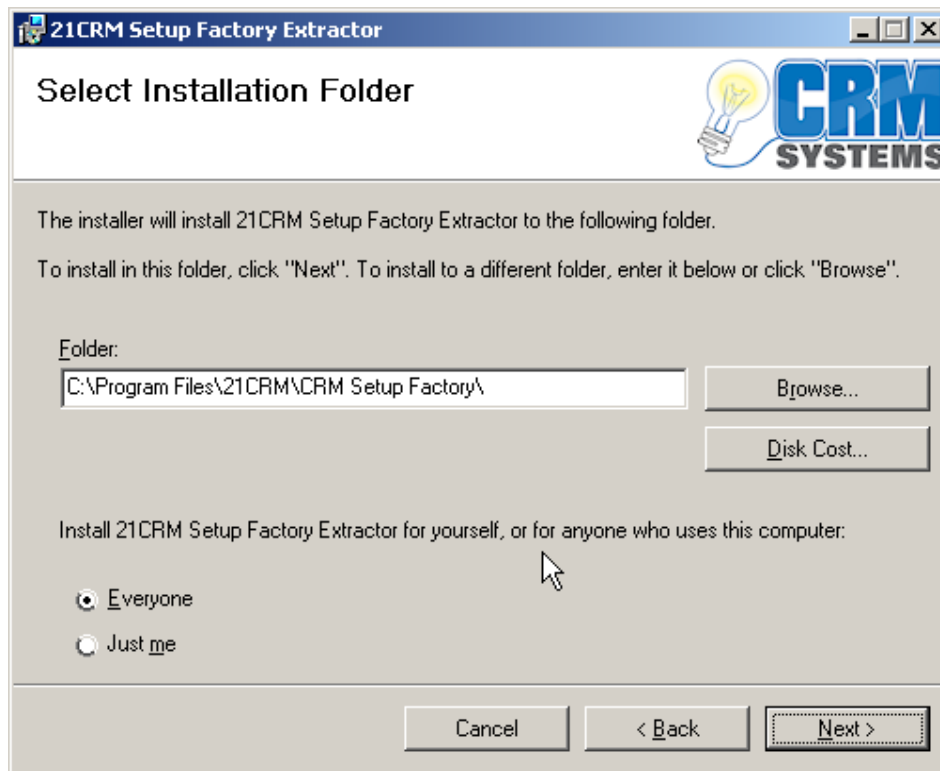 21CRM Setup Factory Extractor
Select Installation Folder
CRM
SYSTEMS
The installer will install 21CRM Setup Factory Extractor to the following folder.
To install in this folder, click "Next". To install to a different folder, enter it below or click "Browse".
Folder:
C:\Program Files\21CRM\CRM Setup Factory\
Browse...
Disk Cost...
Install 21CRM Setup Factory Extractor for yourself, or for anyone who uses this computer:
Everyone
Just me
Cancel
< Back
Next >